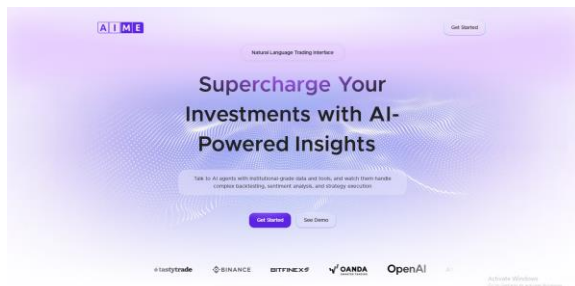 AIME
Get Started
Natural Language Trading Interface
Supercharge Your
Investments with AI-
Powered Insights
Talk to AI agents with institutional-grade data and tools, and watch them handle
complex backtesting, sentiment analysis, and strategy execution
Get Started
See Demo
tastytrade
BINANCE
BITFINEX
OANDA
OpenAI
Activate Windows